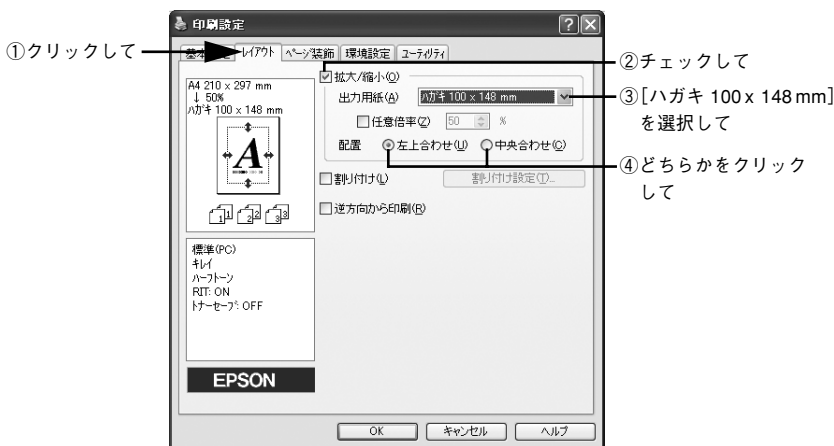 印刷設定
①クリックして
レイアウト ページ装飾 環境設定 ユーティリティ
②チェックして
A4 210 x 297 mm
↓ 50%
ハガキ 100 x 148 mm
A
1 1 2 2 3 3
拡大/縮小(O)
出力用紙(A) ハガキ 100 x 148 mm
③[ハガキ 100 x 148 mm]
を選択して
任意倍率(Z) 50 %
配置 左上合わせ(U) 中央合わせ(C)
④どちらかをクリック
して
割り付け(L) 割り付け設定(T)...
逆方向から印刷(R)
標準(PC)
キレイ
ハーフトーン
RIT: ON
トナーセーブ: OFF
EPSON
OK キャンセル ヘルプ